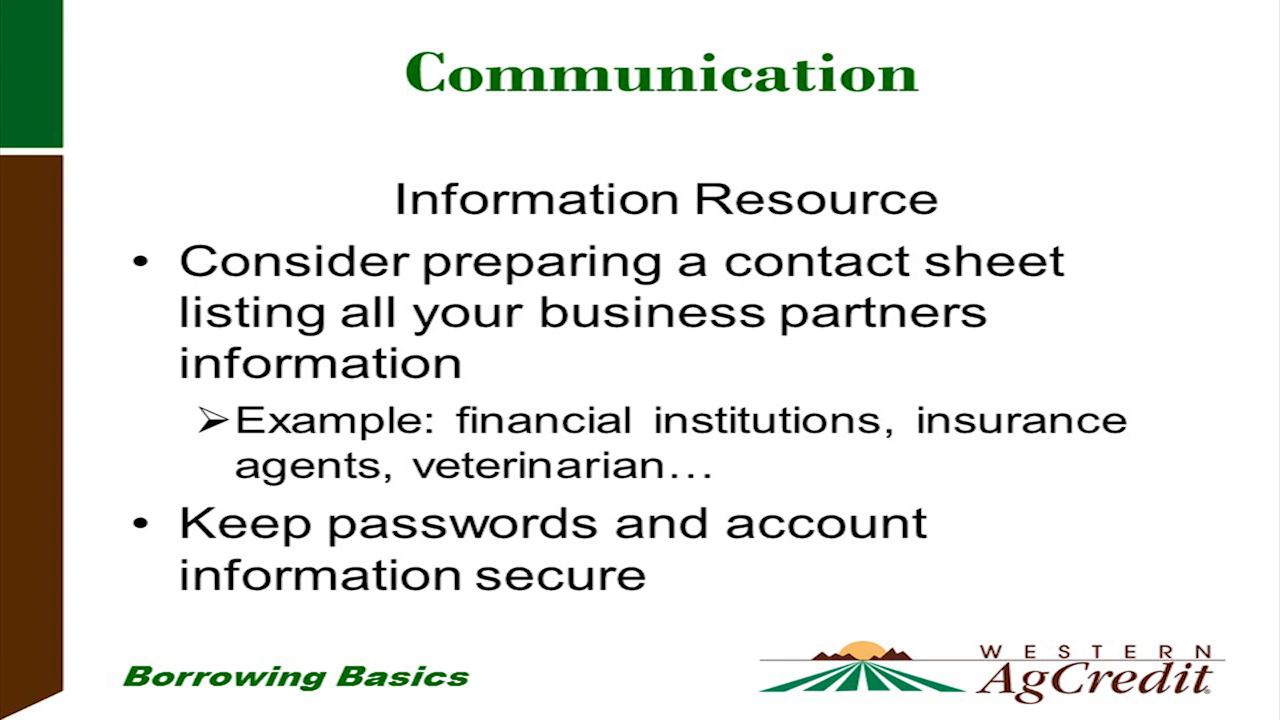 Communication
Information Resource
• Consider preparing a contact sheet
listing all your business partners
information
➢Example: financial institutions, insurance
agents, veterinarian…
• Keep passwords and account
information secure
Borrowing Basics
WESTERN
AgCredit®